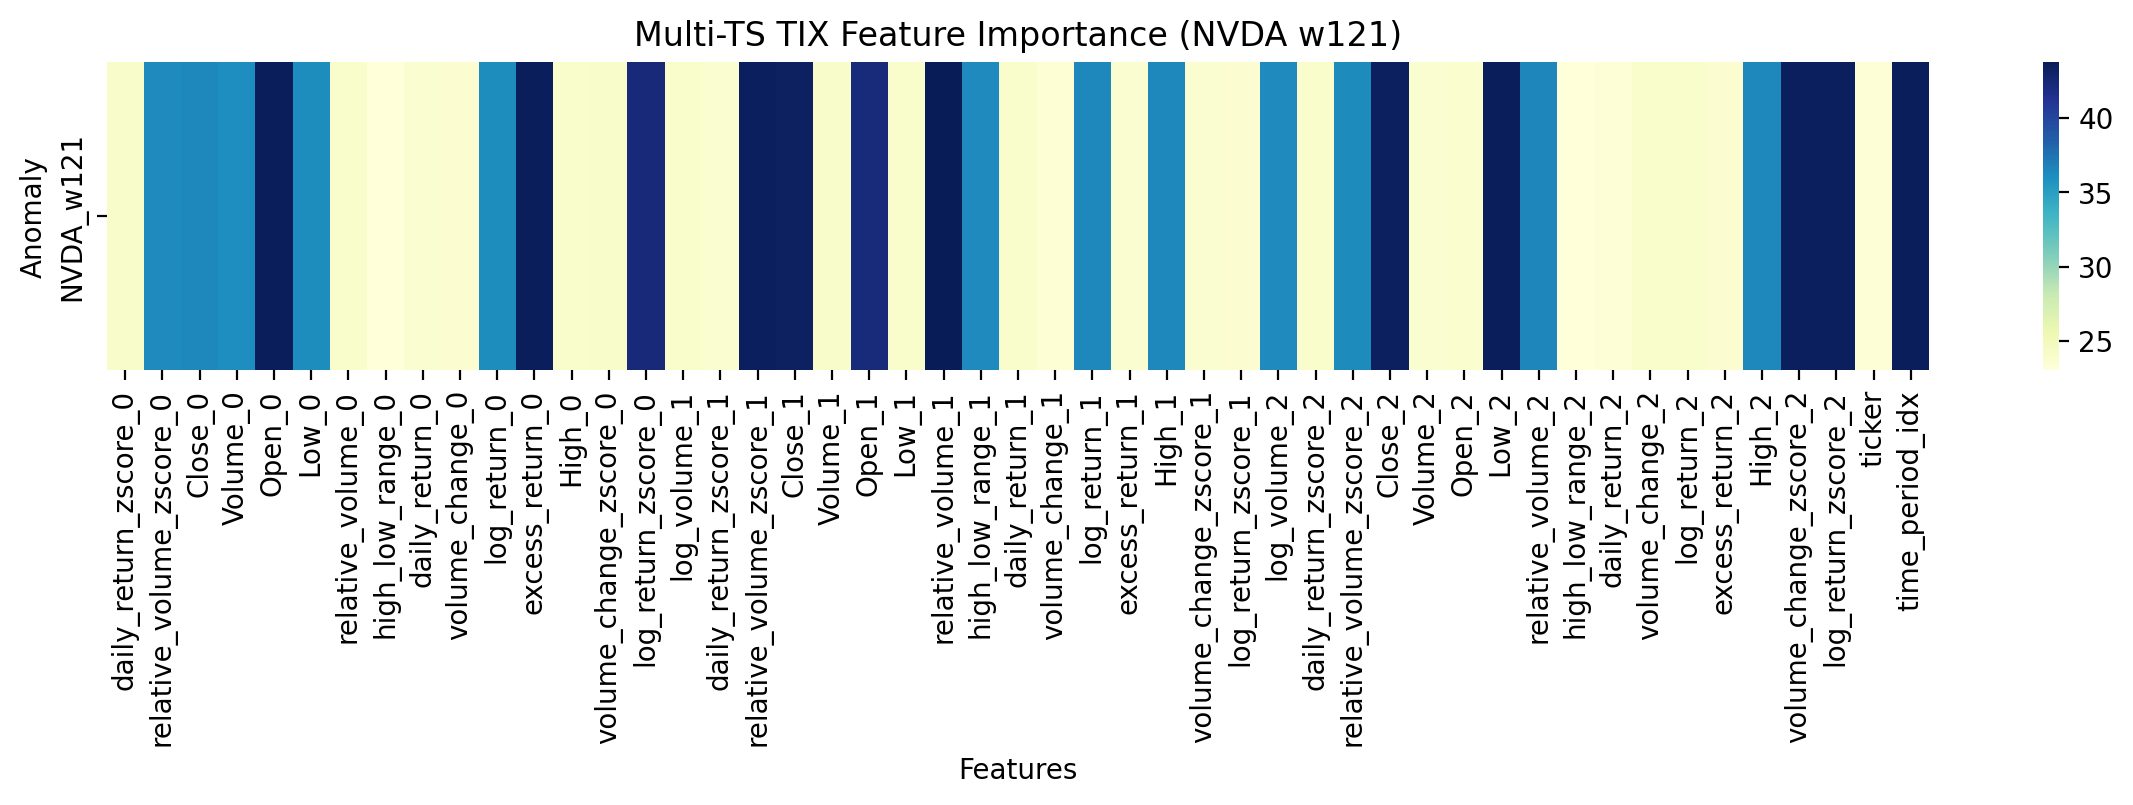 Multi-TS TIX Feature Importance (NVDA w121)
Anomaly
NVDA_w121
40
35
30
25
daily_return_zscore_0
relative_volume_zscore_0
Close_0
Volume_0
Open_0
Low_0
relative_volume_0
high_low_range_0
daily_return_0
volume_change_0
log_return_0
excess_return_0
High_0
volume_change_zscore_0
log_return_zscore_0
log_volume_1
daily_return_zscore_1
relative_volume_zscore_1
Close_1
Volume_1
Open_1
Low_1
relative_volume_1
high_low_range_1
daily_return_1
volume_change_1
log_return_1
excess_return_1
High_1
volume_change_zscore_1
log_return_zscore_1
log_volume_2
daily_return_zscore_2
relative_volume_zscore_2
Close_2
Volume_2
Open_2
Low_2
relative_volume_2
high_low_range_2
daily_return_2
volume_change_2
log_return_2
excess_return_2
High_2
volume_change_zscore_2
log_return_zscore_2
ticker
time_period_idx
Features